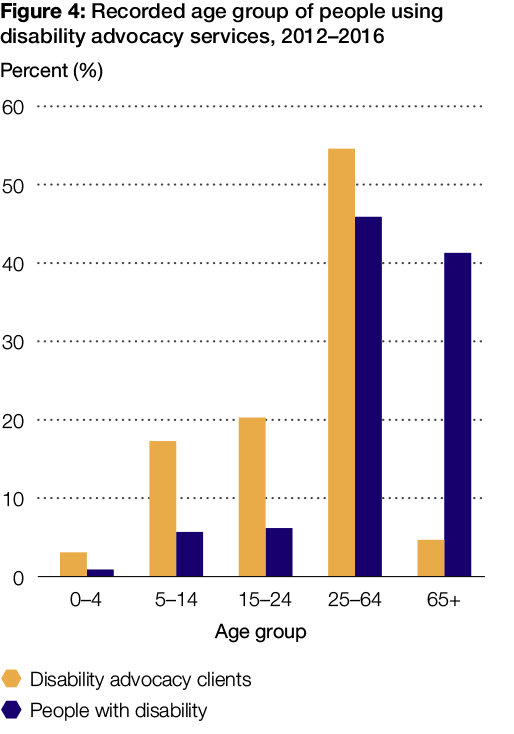 Figure 4: Recorded age group of people using
disability advocacy services, 2012–2016
Percent (%)
60
50
40
30
20
10
0
0–4 5–14 15–24 25–64 65+
Age group
Disability advocacy clients
People with disability